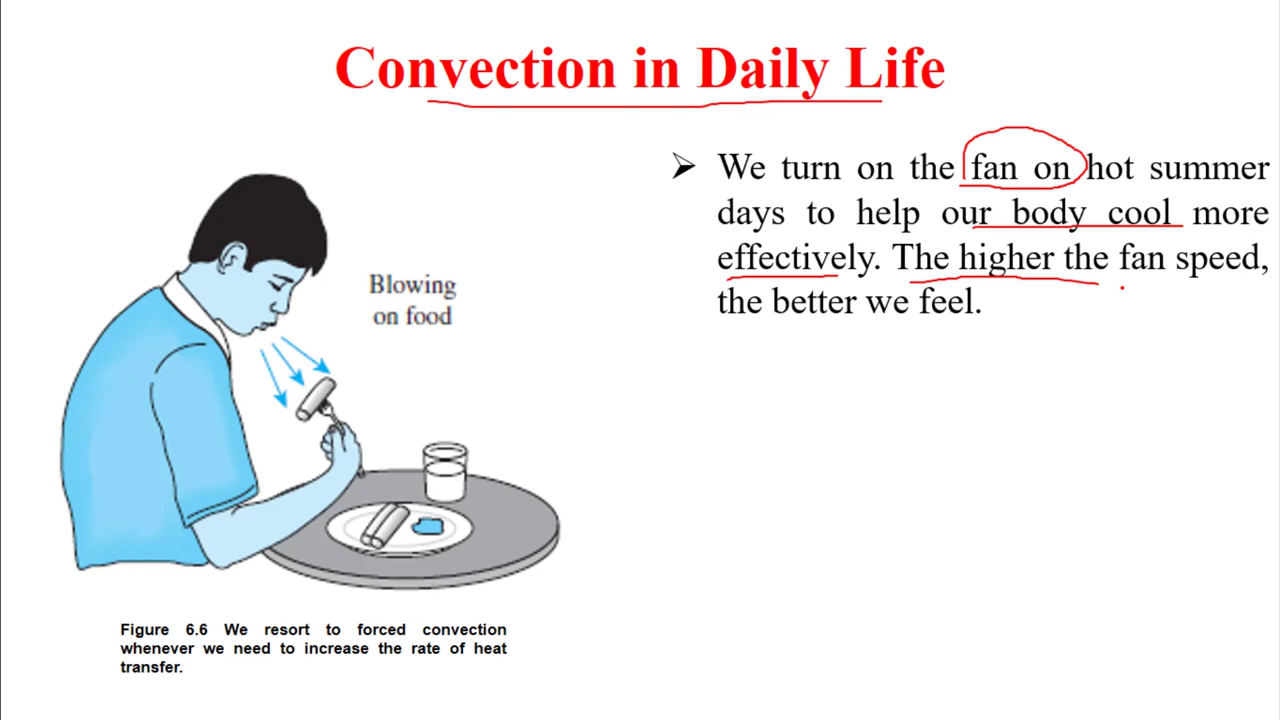 Convection in Daily Life
➤ We turn on the fan on hot summer
days to help our body cool more
effectively. The higher the fan speed,
the better we feel.
Blowing
on food
Figure 6.6 We resort to forced convection
whenever we need to increase the rate of heat
transfer.